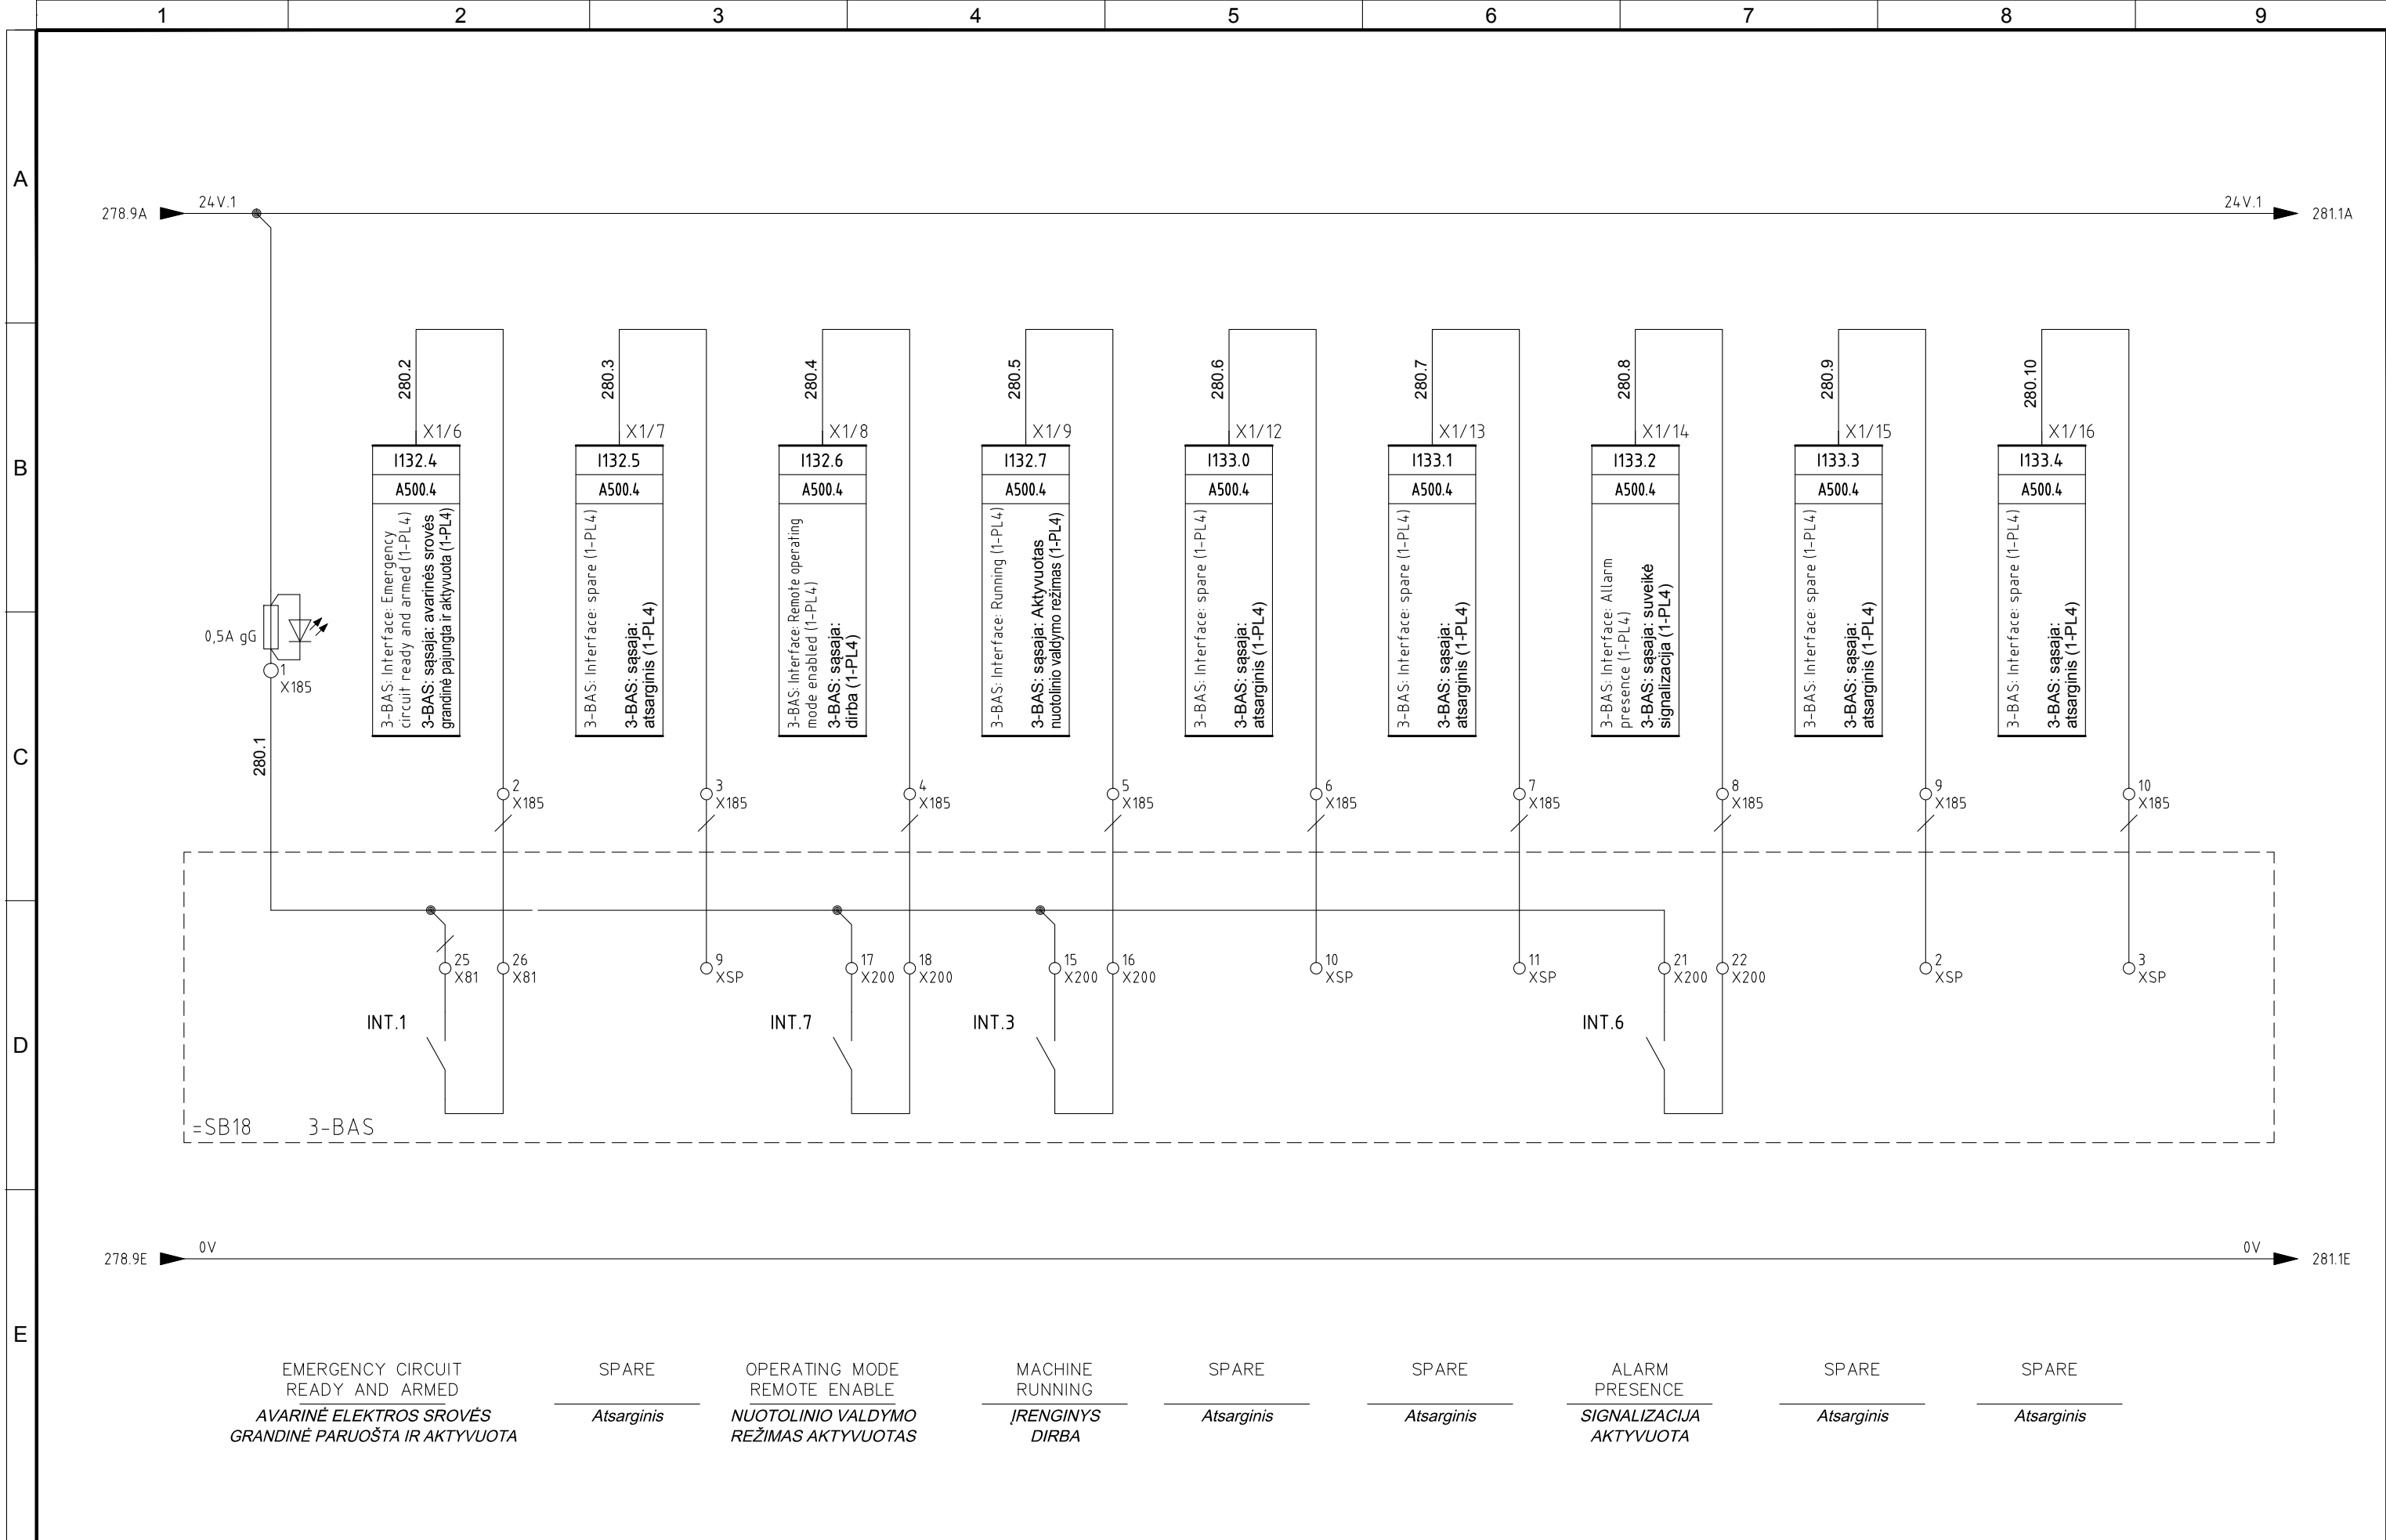 1 2 3 4 5 6 7 8 9
A
B
C
D
E
278.9A 24V.1 24V.1 281.1A
280.2
280.3
280.4
280.5
280.6
280.7
280.8
280.9
280.10
X1/6
I132.4
A500.4
3-BAS: Interface: Emergency
circuit ready and armed (1-PL4)
3-BAS: sąsaja: avarinės srovės
grandinė pajungta ir aktyvuota (1-PL4)
X1/7
I132.5
A500.4
3-BAS: Interface: spare (1-PL4)
3-BAS: sąsaja:
atsarginis (1-PL4)
X1/8
I132.6
A500.4
3-BAS: Interface: Remote operating
mode enabled (1-PL4)
3-BAS: sąsaja:
dirba (1-PL4)
X1/9
I132.7
A500.4
3-BAS: Interface: Running (1-PL4)
3-BAS: sąsaja: Aktyvuotas
nuotolinio valdymo režimas (1-PL4)
X1/12
I133.0
A500.4
3-BAS: Interface: spare (1-PL4)
3-BAS: sąsaja:
atsarginis (1-PL4)
X1/13
I133.1
A500.4
3-BAS: Interface: spare (1-PL4)
3-BAS: sąsaja:
atsarginis (1-PL4)
X1/14
I133.2
A500.4
3-BAS: Interface: Allarm
presence (1-PL4)
3-BAS: sąsaja: suveikė
signalizacija (1-PL4)
X1/15
I133.3
A500.4
3-BAS: Interface: spare (1-PL4)
3-BAS: sąsaja:
atsarginis (1-PL4)
X1/16
I133.4
A500.4
3-BAS: Interface: spare (1-PL4)
3-BAS: sąsaja:
atsarginis (1-PL4)
0,5A gG
1
X185
280.1
2
X185
3
X185
4
X185
5
X185
6
X185
7
X185
8
X185
9
X185
10
X185
25
X81
26
X81
9
XSP
17
X200
18
X200
15
X200
16
X200
10
XSP
11
XSP
21
X200
22
X200
2
XSP
3
XSP
INT.1
INT.7
INT.3
INT.6
=SB18 3-BAS
278.9E 0V 0V 281.1E
EMERGENCY CIRCUIT
READY AND ARMED
AVARINĖ ELEKTROS SROVĖS
GRANDINĖ PARUOŠTA IR AKTYVUOTA
SPARE
Atsarginis
OPERATING MODE
REMOTE ENABLE
NUOTOLINIO VALDYMO
REŽIMAS AKTYVUOTAS
MACHINE
RUNNING
ĮRENGINYS
DIRBA
SPARE
Atsarginis
SPARE
Atsarginis
ALARM
PRESENCE
SIGNALIZACIJA
AKTYVUOTA
SPARE
Atsarginis
SPARE
Atsarginis